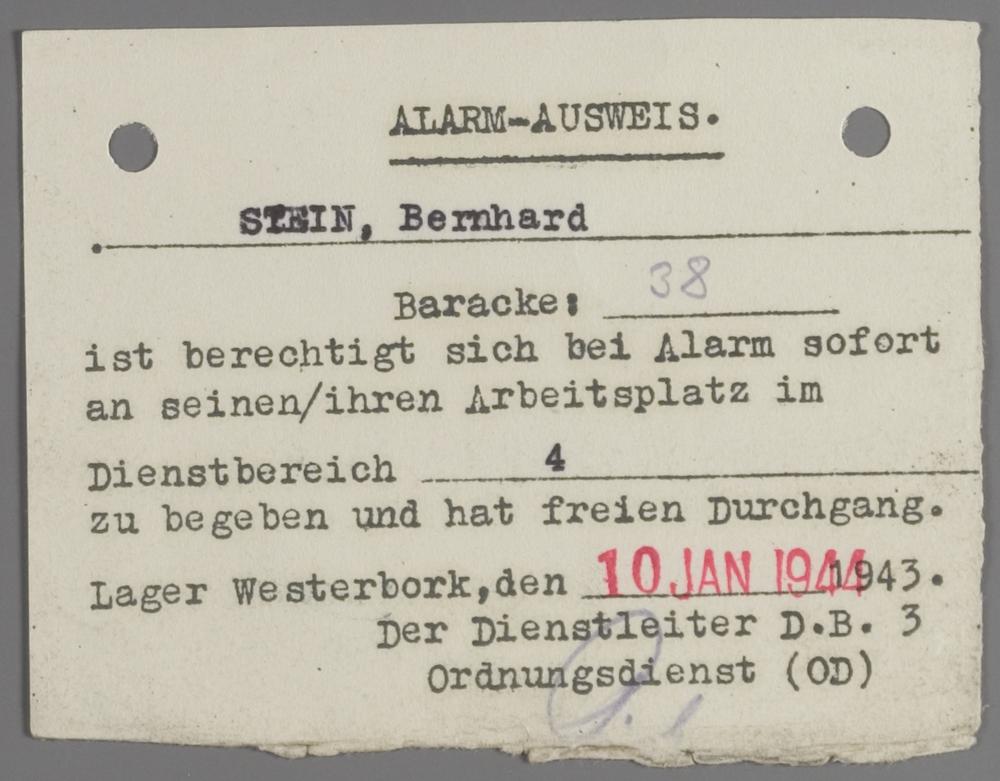 ALARM-AUSWEIS.
STEIN, Bernhard
Baracke: 38
ist berechtigt sich bei Alarm sofort
an seinen/ihren Arbeitsplatz im
Dienstbereich 4
zu begeben und hat freien Durchgang.
Lager Westerbork, den 10 JAN 1944 1943.
Der Dienstleiter D.B. 3
Ordnungsdienst (OD)